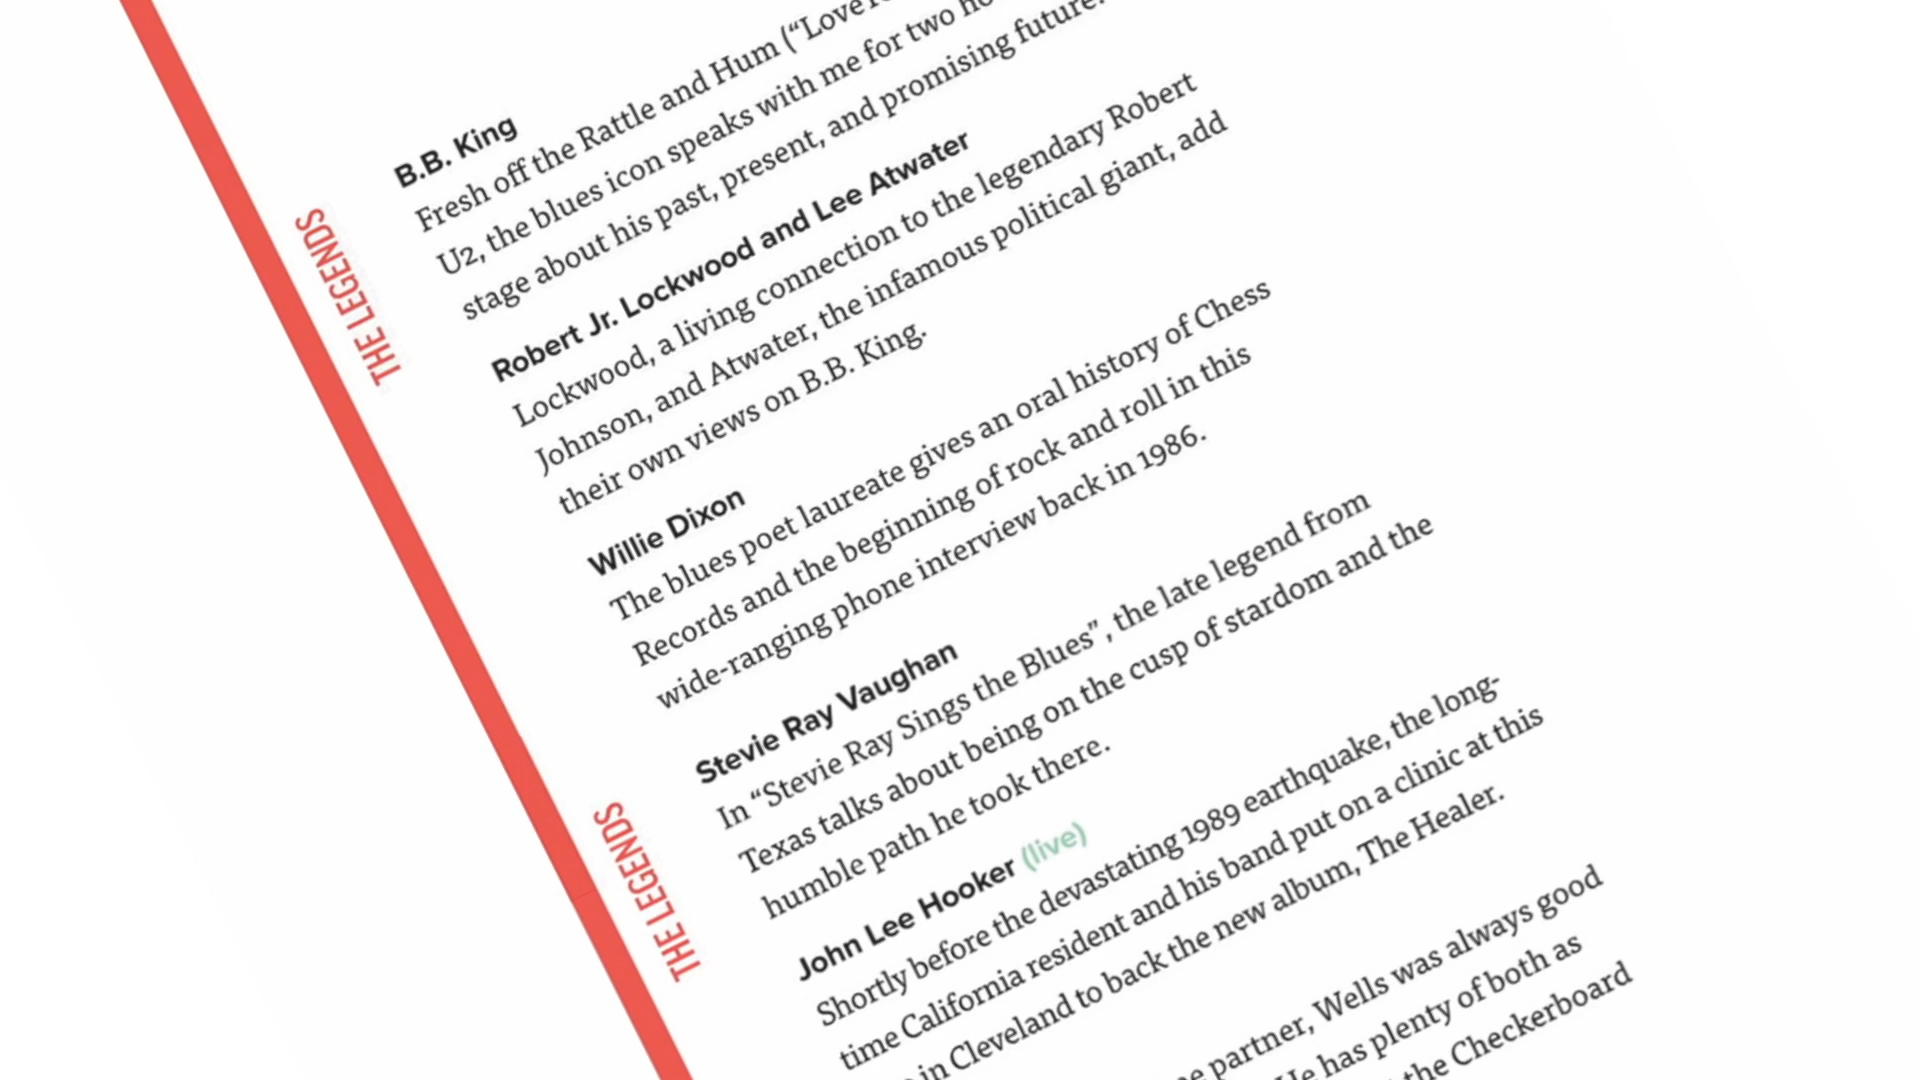 B.B. King
Fresh off the Rattle and Hum (“Love
U2, the blues icon speaks with me for two
stage about his past, present, and promising future.
Robert Jr. Lockwood and Lee Atwater
Lockwood, a living connection to the legendary Robert
Johnson, and Atwater, the infamous political giant, add
their own views on B.B. King.
THE LEGENDS
Willie Dixon
The blues poet laureate gives an oral history of Chess
Records and the beginning of rock and roll in this
wide-ranging phone interview back in 1986.
Stevie Ray Vaughan
In “Stevie Ray Sings the Blues”, the late legend from
Texas talks about being on the cusp of stardom and the
humble path he took there.
John Lee Hooker (live)
Shortly before the devastating 1989 earthquake, the long-
time California resident and his band put on a clinic at this
in Cleveland to back the new album, The Healer.
THE LEGENDS
partner, Wells was always good
He has plenty of both as
the Checkerboard